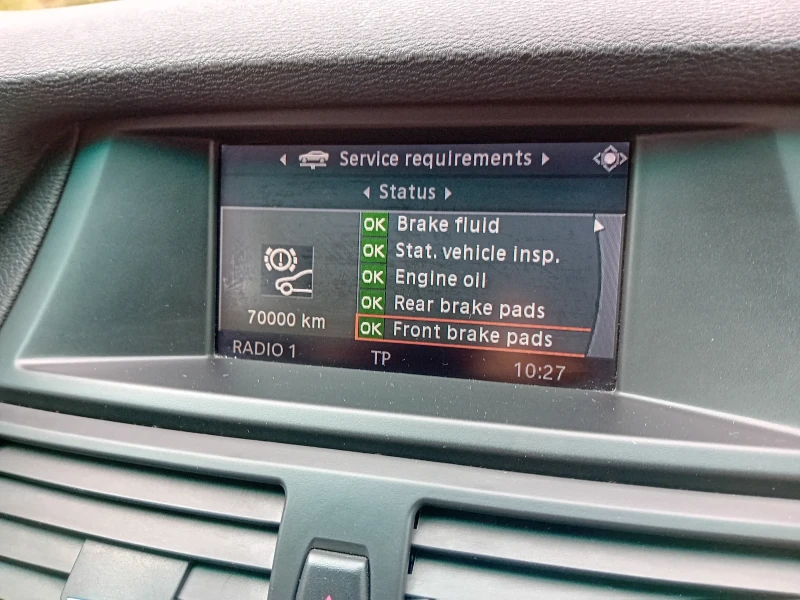 Service requirements
Status
OK Brake fluid
OK Stat. vehicle insp.
OK Engine oil
OK Rear brake pads
OK Front brake pads
70000 km
RADIO 1 TP 10:27